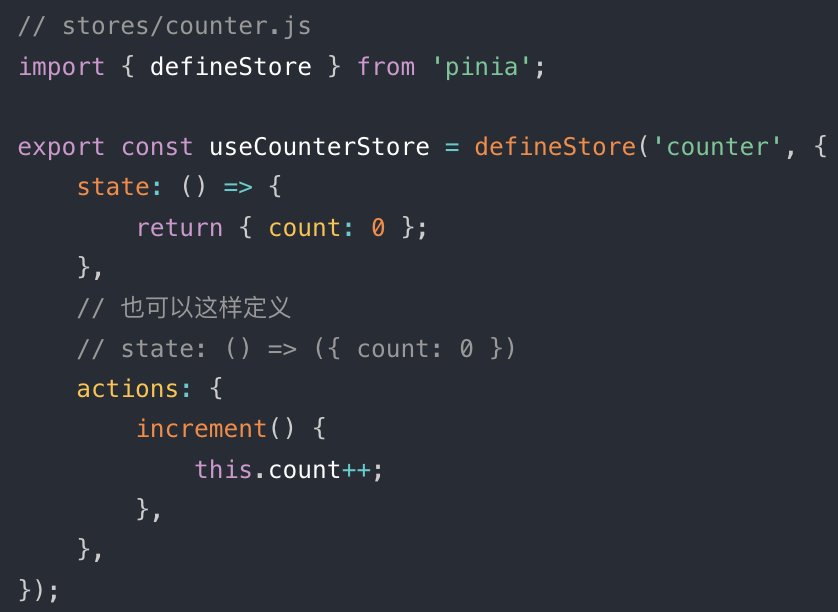 // stores/counter.js
import { defineStore } from 'pinia';

export const useCounterStore = defineStore('counter', {
    state: () => {
        return { count: 0 };
    },
    // 也可以这样定义
    // state: () => ({ count: 0 })
    actions: {
        increment() {
            this.count++;
        },
    },
});